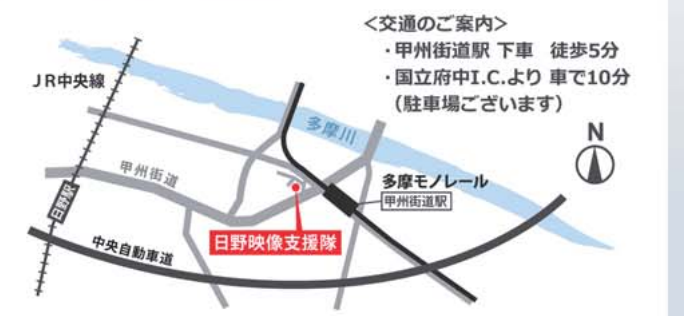 <交通のご案内>
・甲州街道駅 下車　徒歩5分
・国立府中I.C.より 車で10分
（駐車場ございます）
JR中央線
多摩川
N
甲州街道
多摩モノレール
甲州街道駅
日野駅
日野映像支援隊
中央自動車道